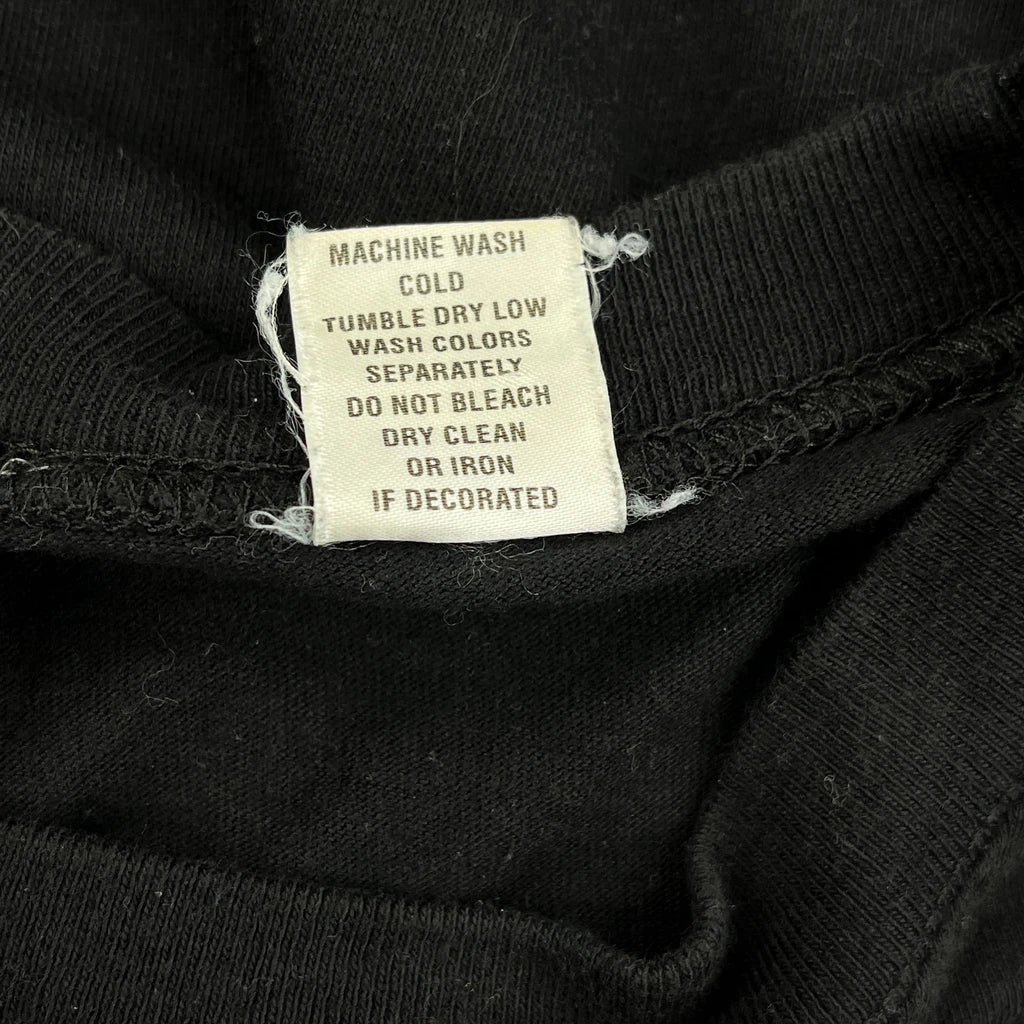 MACHINE WASH
COLD
TUMBLE DRY LOW
WASH COLORS
SEPARATELY
DO NOT BLEACH
DRY CLEAN
OR IRON
IF DECORATED